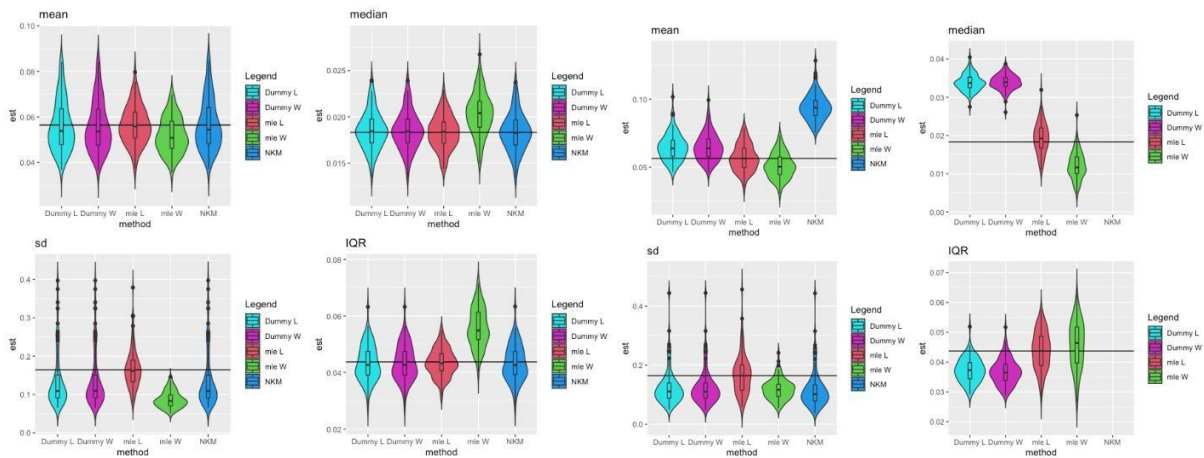 mean
0.10
0.08
0.06
0.04
est
Dummy L
Dummy W
mle L
mle W
NKM
method
Legend
Dummy L
Dummy W
mle L
mle W
NKM
median
0.025
0.020
0.015
est
Dummy L
Dummy W
mle L
mle W
NKM
method
Legend
Dummy L
Dummy W
mle L
mle W
NKM
mean
0.10
0.05
est
Dummy L
Dummy W
mle L
mle W
NKM
method
Legend
Dummy L
Dummy W
mle L
mle W
NKM
median
0.04
0.03
0.02
0.01
0.00
est
Dummy L
Dummy W
mle L
mle W
NKM
method
Legend
Dummy L
Dummy W
mle L
mle W
sd
0.4
0.3
0.2
0.1
0.0
est
Dummy L
Dummy W
mle L
mle W
NKM
method
Legend
Dummy L
Dummy W
mle L
mle W
NKM
IQR
0.08
0.06
0.04
0.02
est
Dummy L
Dummy W
mle L
mle W
NKM
method
Legend
Dummy L
Dummy W
mle L
mle W
NKM
sd
0.4
0.2
0.0
est
Dummy L
Dummy W
mle L
mle W
NKM
method
Legend
Dummy L
Dummy W
mle L
mle W
NKM
IQR
0.07
0.06
0.05
0.04
0.03
0.02
est
Dummy L
Dummy W
mle L
mle W
NKM
method
Legend
Dummy L
Dummy W
mle L
mle W